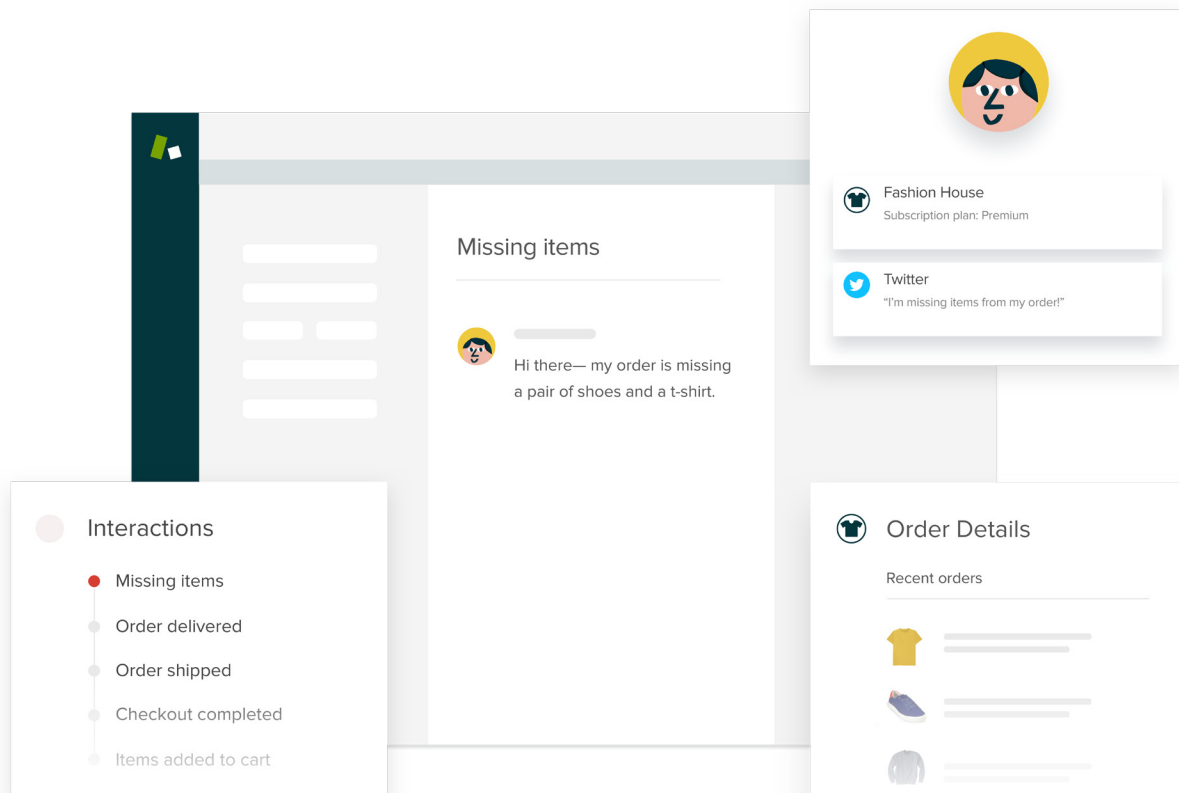 Fashion House
Subscription plan: Premium
Twitter
“I’m missing items from my order!”
Missing items
Hi there— my order is missing
a pair of shoes and a t-shirt.
Interactions
Missing items
Order delivered
Order shipped
Checkout completed
Items added to cart
Order Details
Recent orders